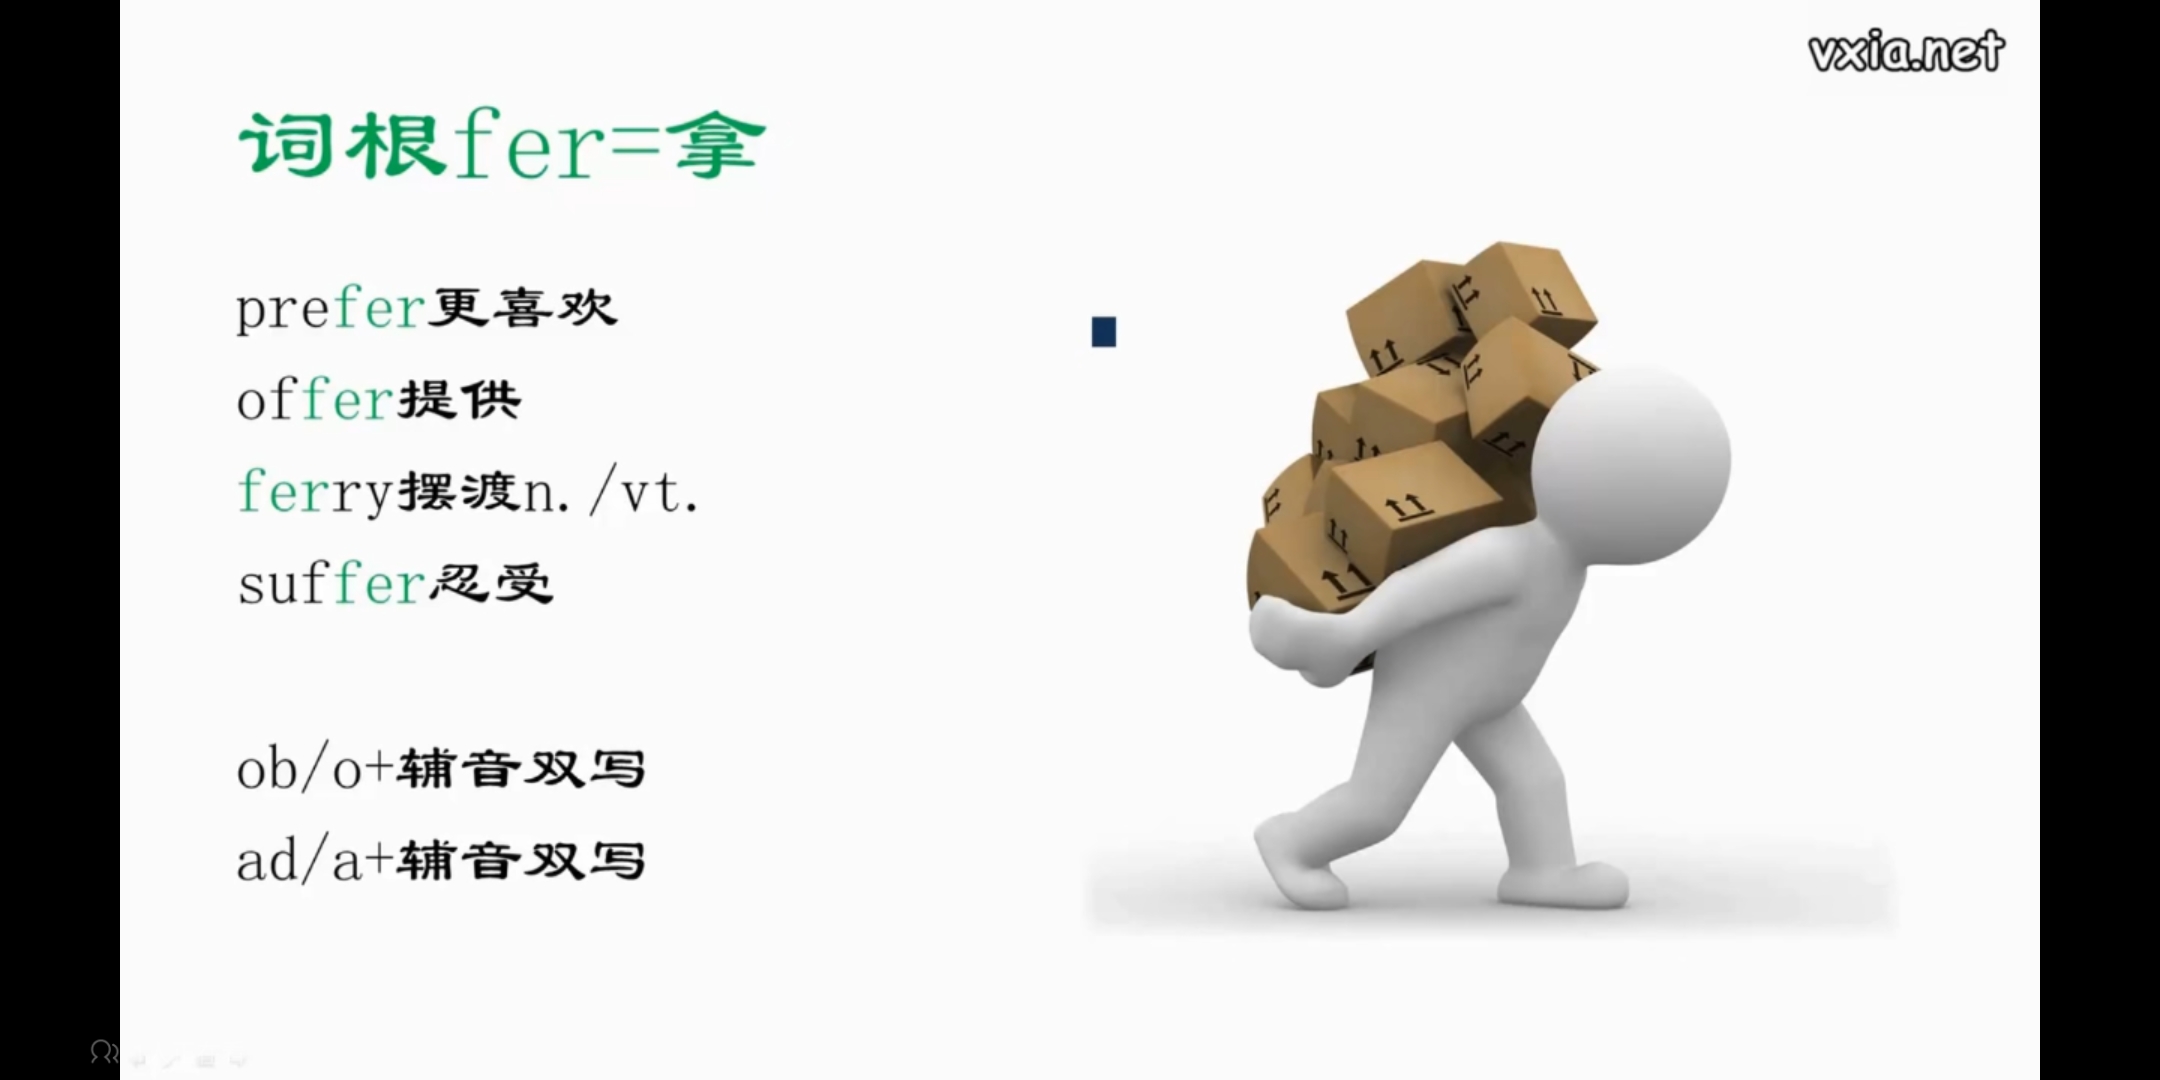 vxia.net
词根fer=拿
prefer更喜欢
offer提供
ferry摆渡n./vt.
suffer忍受
ob/o+辅音双写
ad/a+辅音双写